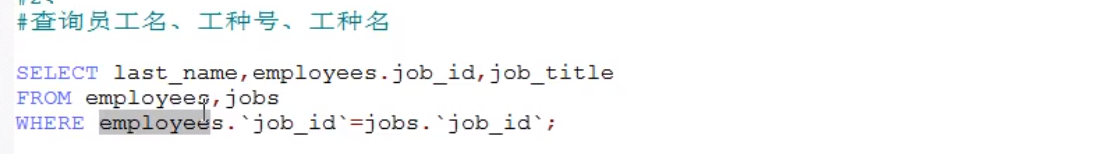 #查询员工名、工种号、工种名
SELECT last_name,employees.job_id,job_title
FROM employees,jobs
WHERE employees.`job_id`=jobs.`job_id`;